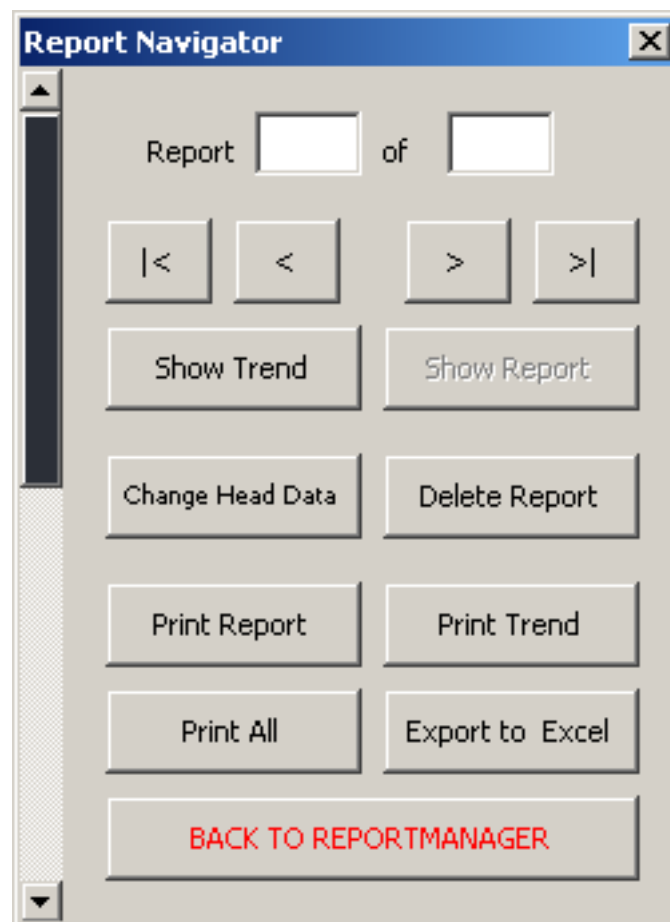 Report Navigator
Report of
|< < > >|
Show Trend Show Report
Change Head Data Delete Report
Print Report Print Trend
Print All Export to Excel
BACK TO REPORTMANAGER